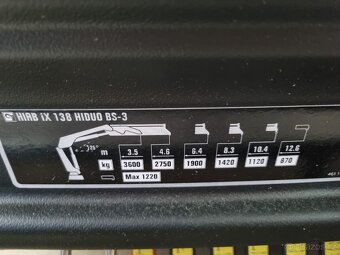 HIAB iX 138 HIDUO BS-3
m 3.5 4.6 6.4 8.3 10.4 12.6
kg 3600 2750 1900 1420 1120 870
Max 1220